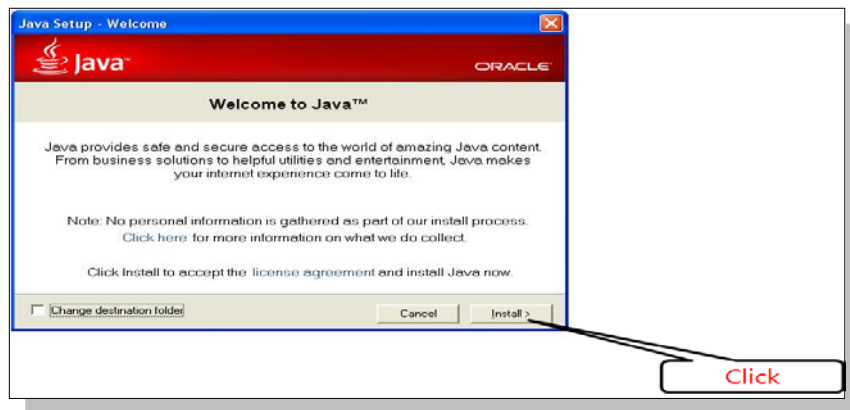 Java Setup - Welcome
Java™
ORACLE
Welcome to Java™
Java provides safe and secure access to the world of amazing Java content.
From business solutions to helpful utilities and entertainment, Java makes
your internet experience come to life.
Note: No personal information is gathered as part of our install process.
Click here for more information on what we do collect.
Click Install to accept the license agreement and install Java now.
Change destination folder
Cancel
Install >
Click